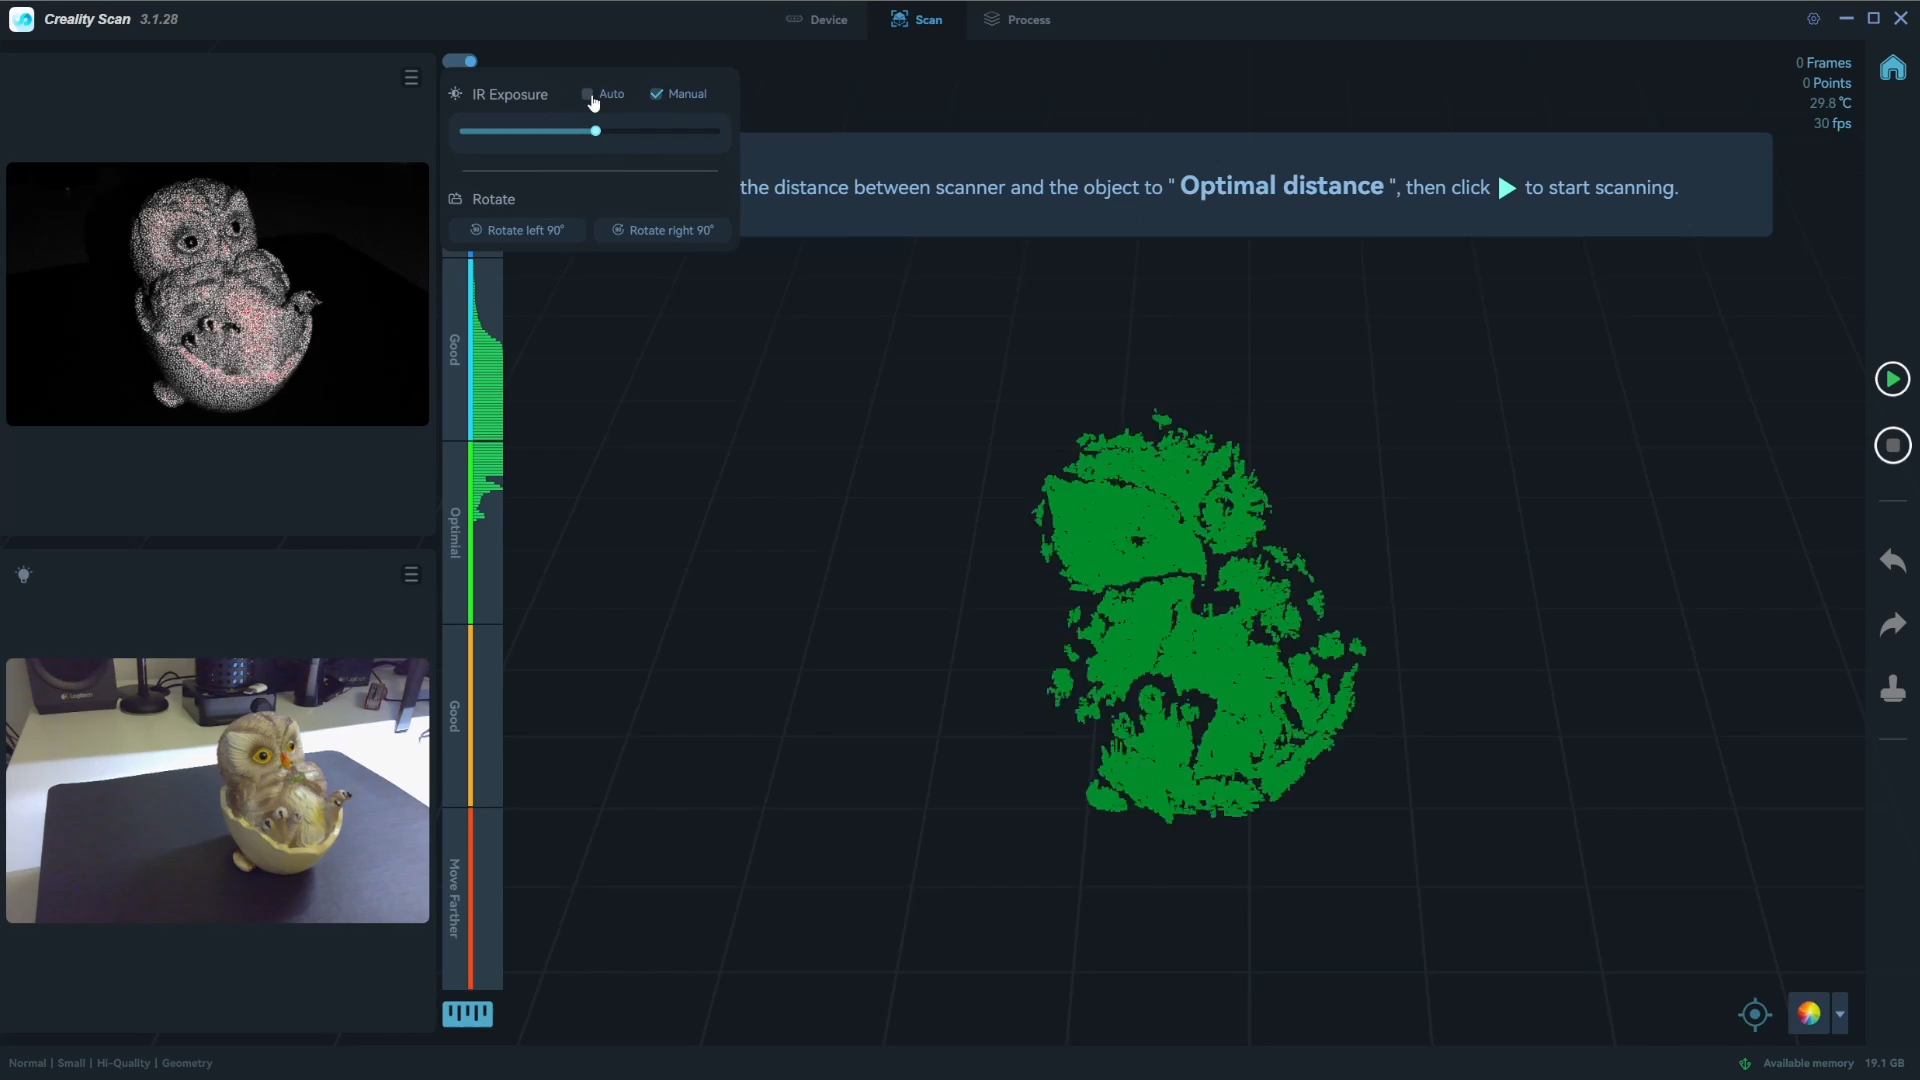 Creality Scan 3.1.28
Device
Scan
Process
0 Frames
0 Points
29.8 ℃
30 fps
IR Exposure
Auto
Manual
the distance between scanner and the object to " Optimal distance ", then click ▶ to start scanning.
Rotate
Rotate left 90°
Rotate right 90°
Good
Optimial
Good
Move Farther
Normal | Small | Hi-Quality | Geometry
Available memory 19.1 GB